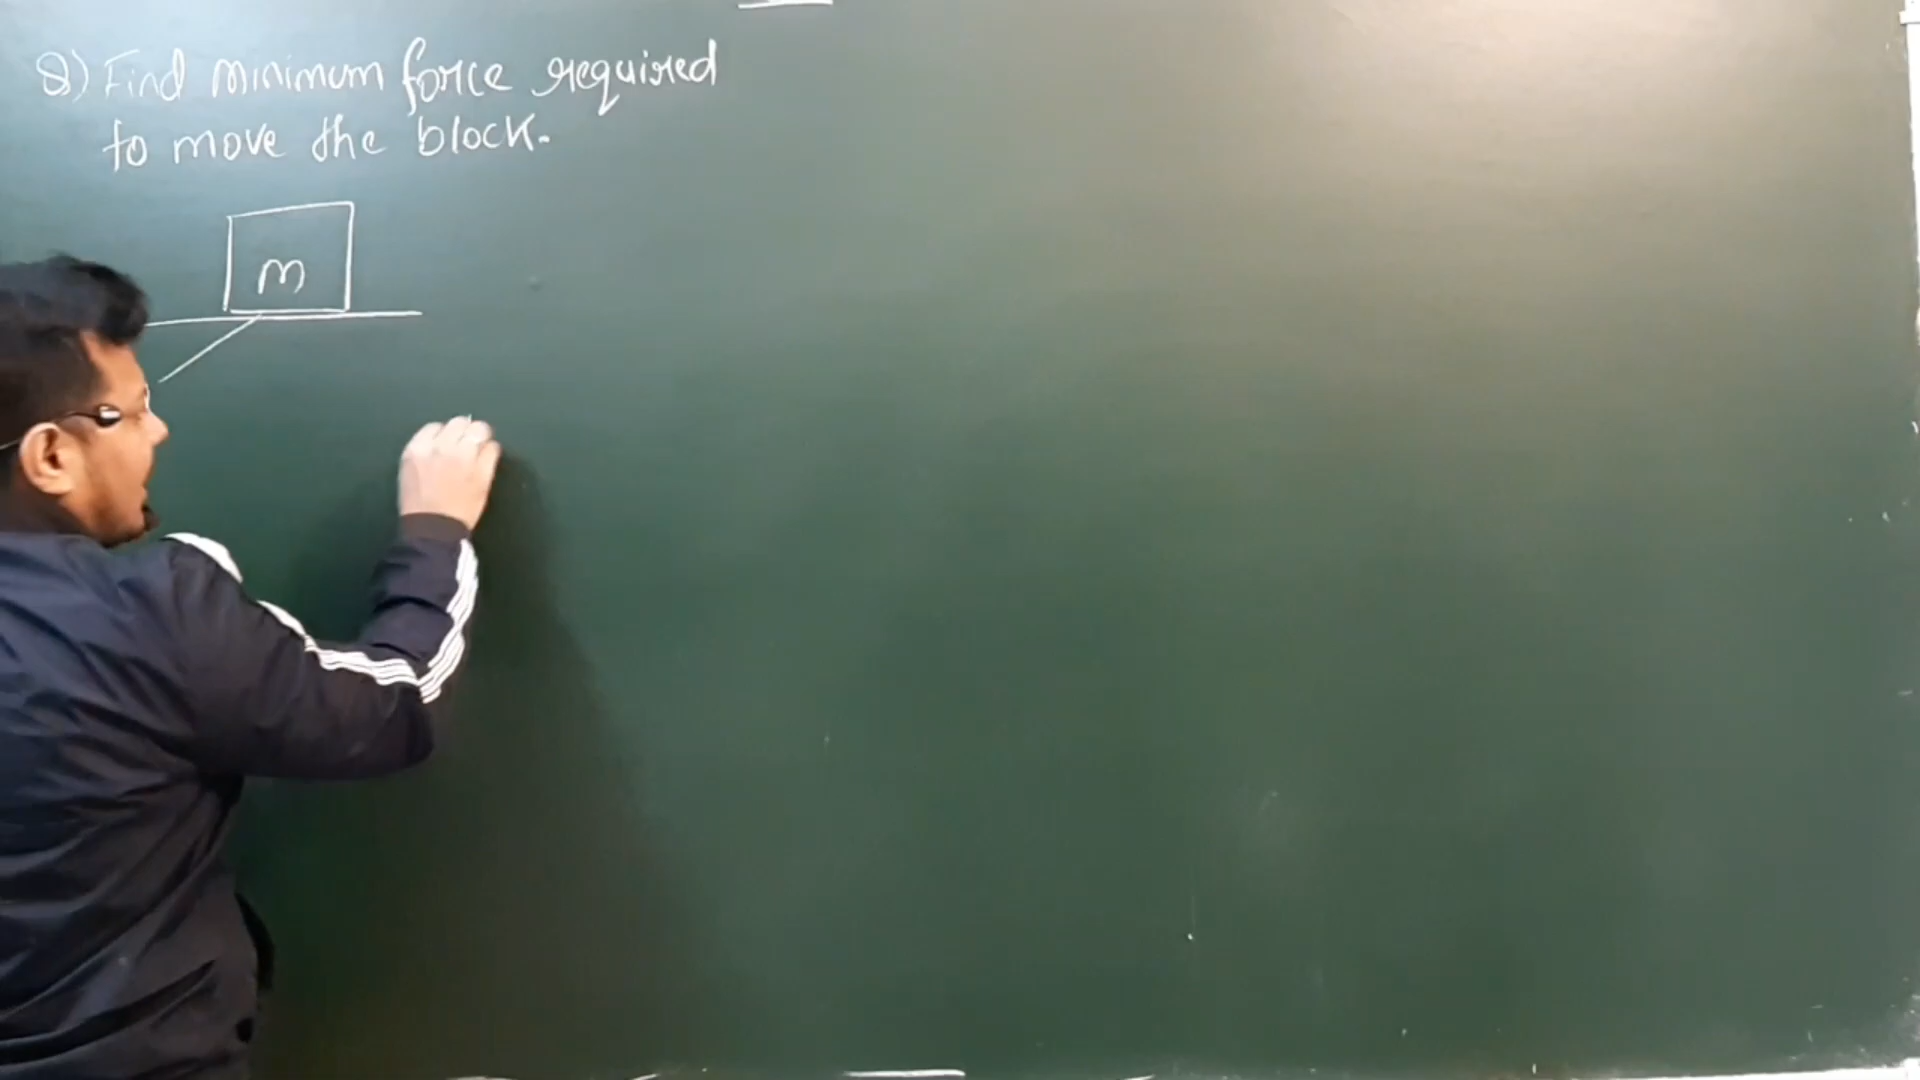 Q) Find minimum force required
to move the block.
m